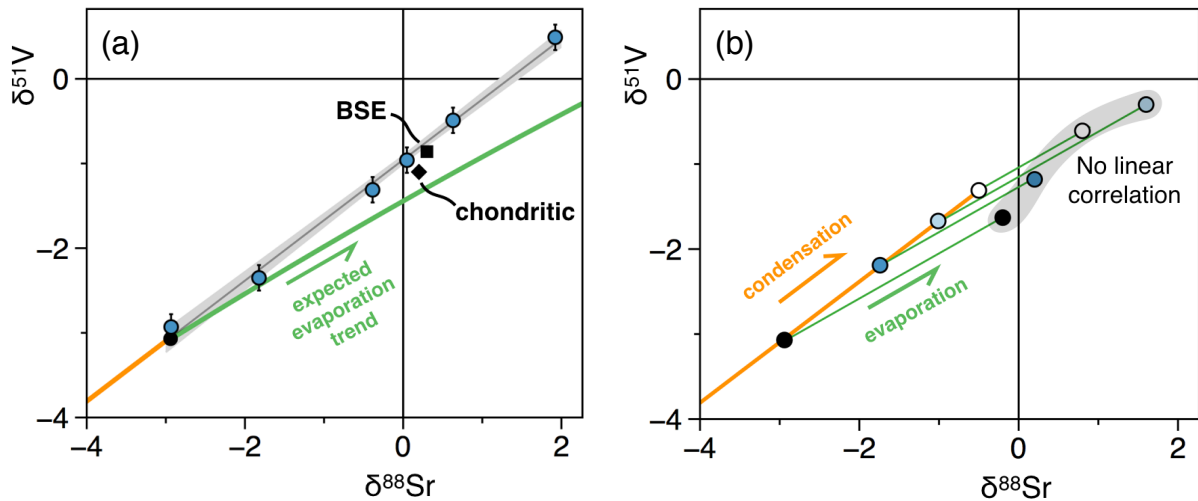 (a)
δ⁵¹V
0
−2
−4
BSE
chondritic
expected
evaporation
trend
−4
−2
0
2
δ⁸⁸Sr
(b)
δ⁵¹V
0
−2
−4
No linear
correlation
condensation
evaporation
−4
−2
0
2
δ⁸⁸Sr